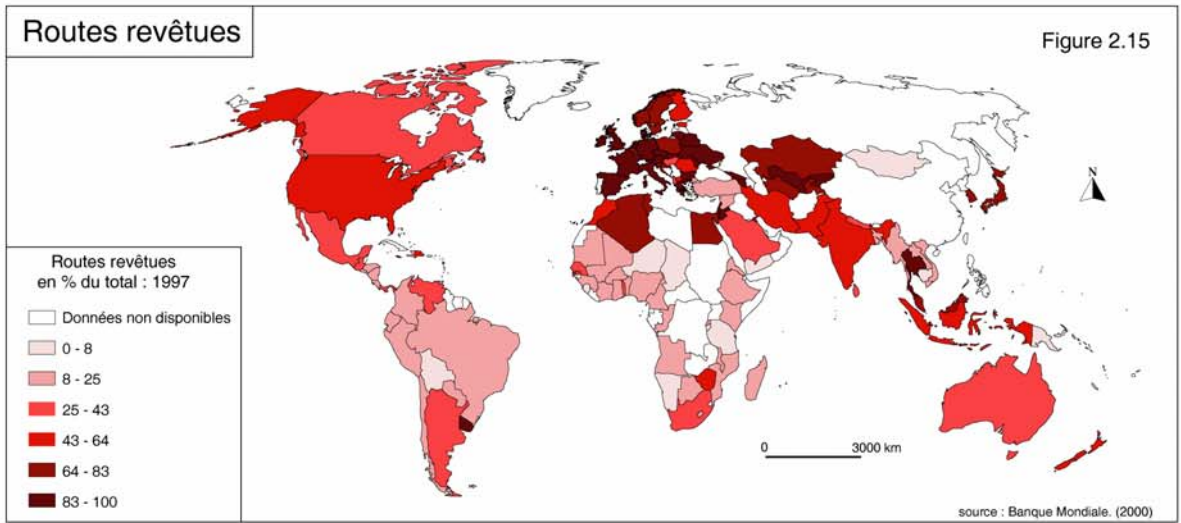 Routes revêtues
Figure 2.15
N
Routes revêtues
en % du total : 1997
Données non disponibles
0 - 8
8 - 25
25 - 43
43 - 64
64 - 83
83 - 100
0 3000 km
source : Banque Mondiale. (2000)